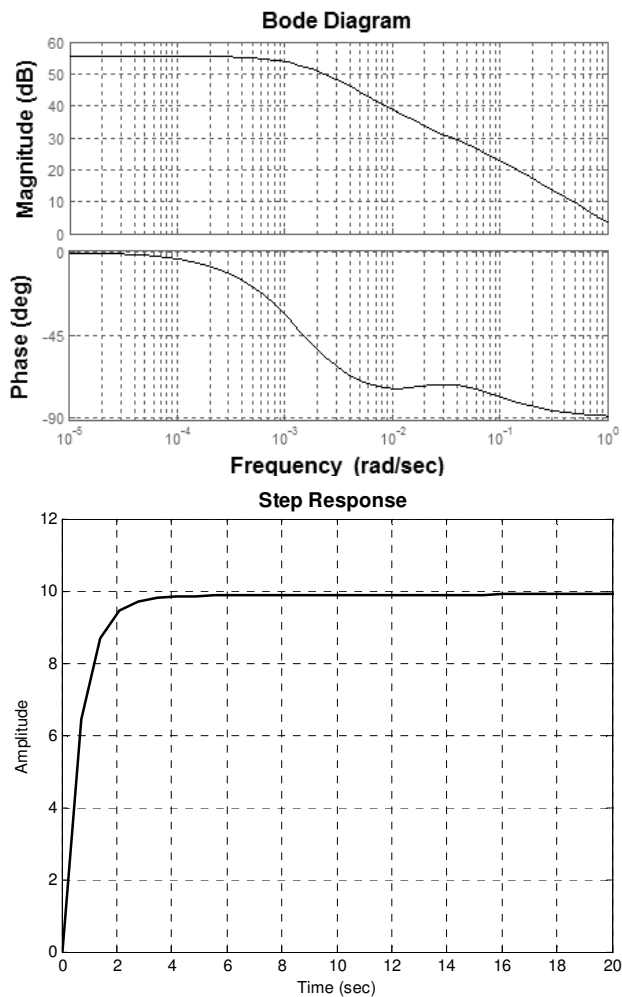 Bode Diagram
Magnitude (dB)
60
50
40
30
20
10
0
Phase (deg)
0
-45
-90
10^-5 10^-4 10^-3 10^-2 10^-1 10^0
Frequency (rad/sec)
Step Response
Amplitude
12
10
8
6
4
2
0
0 2 4 6 8 10 12 14 16 18 20
Time (sec)